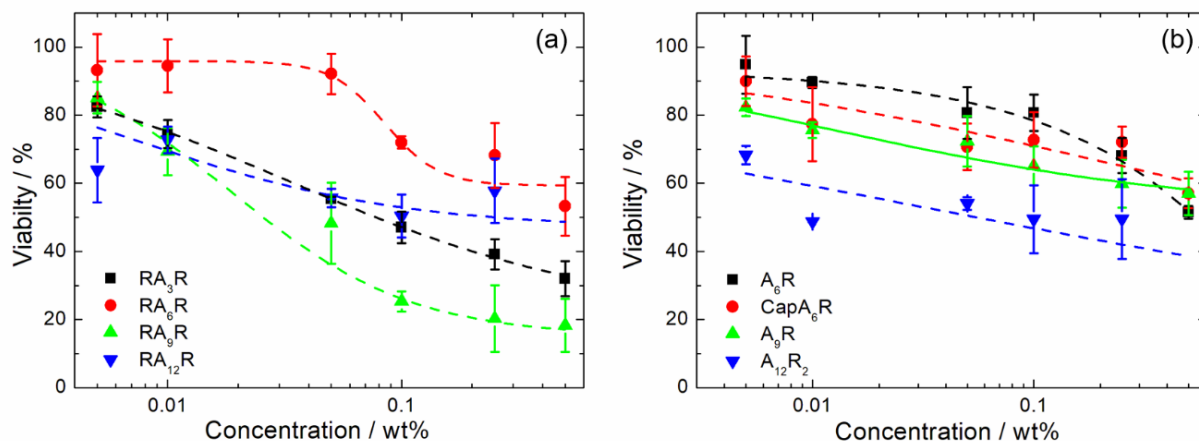 (a)
Viability / %
100
80
60
40
20
0
RA₃R
RA₆R
RA₉R
RA₁₂R
0.01
0.1
Concentration / wt%
(b)
Viability / %
100
80
60
40
20
0
A₆R
CapA₆R
A₉R
A₁₂R₂
0.01
0.1
Concentration / wt%